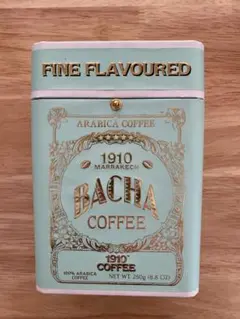 FINE FLAVOURED
ARABICA COFFEE
1910
MARRAKECH
BACHA
COFFEE
1910
COFFEE
100% ARABICA
COFFEE
NET WT 250g (8.8 OZ)